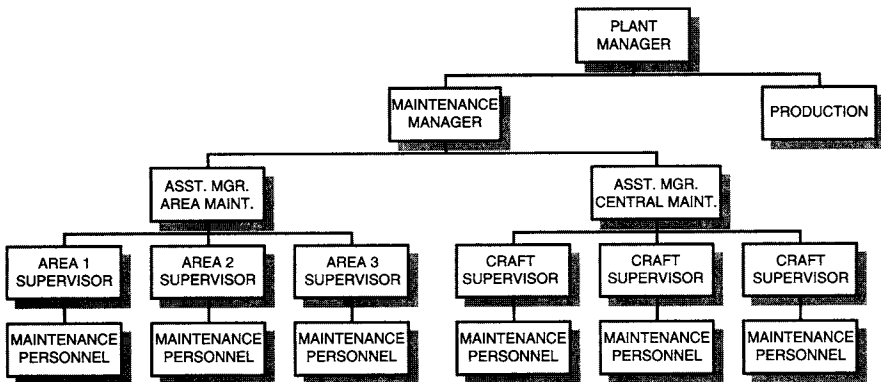 PLANT
MANAGER
MAINTENANCE
MANAGER
PRODUCTION
ASST. MGR.
AREA MAINT.
ASST. MGR.
CENTRAL MAINT.
AREA 1
SUPERVISOR
AREA 2
SUPERVISOR
AREA 3
SUPERVISOR
CRAFT
SUPERVISOR
CRAFT
SUPERVISOR
CRAFT
SUPERVISOR
MAINTENANCE
PERSONNEL
MAINTENANCE
PERSONNEL
MAINTENANCE
PERSONNEL
MAINTENANCE
PERSONNEL
MAINTENANCE
PERSONNEL
MAINTENANCE
PERSONNEL